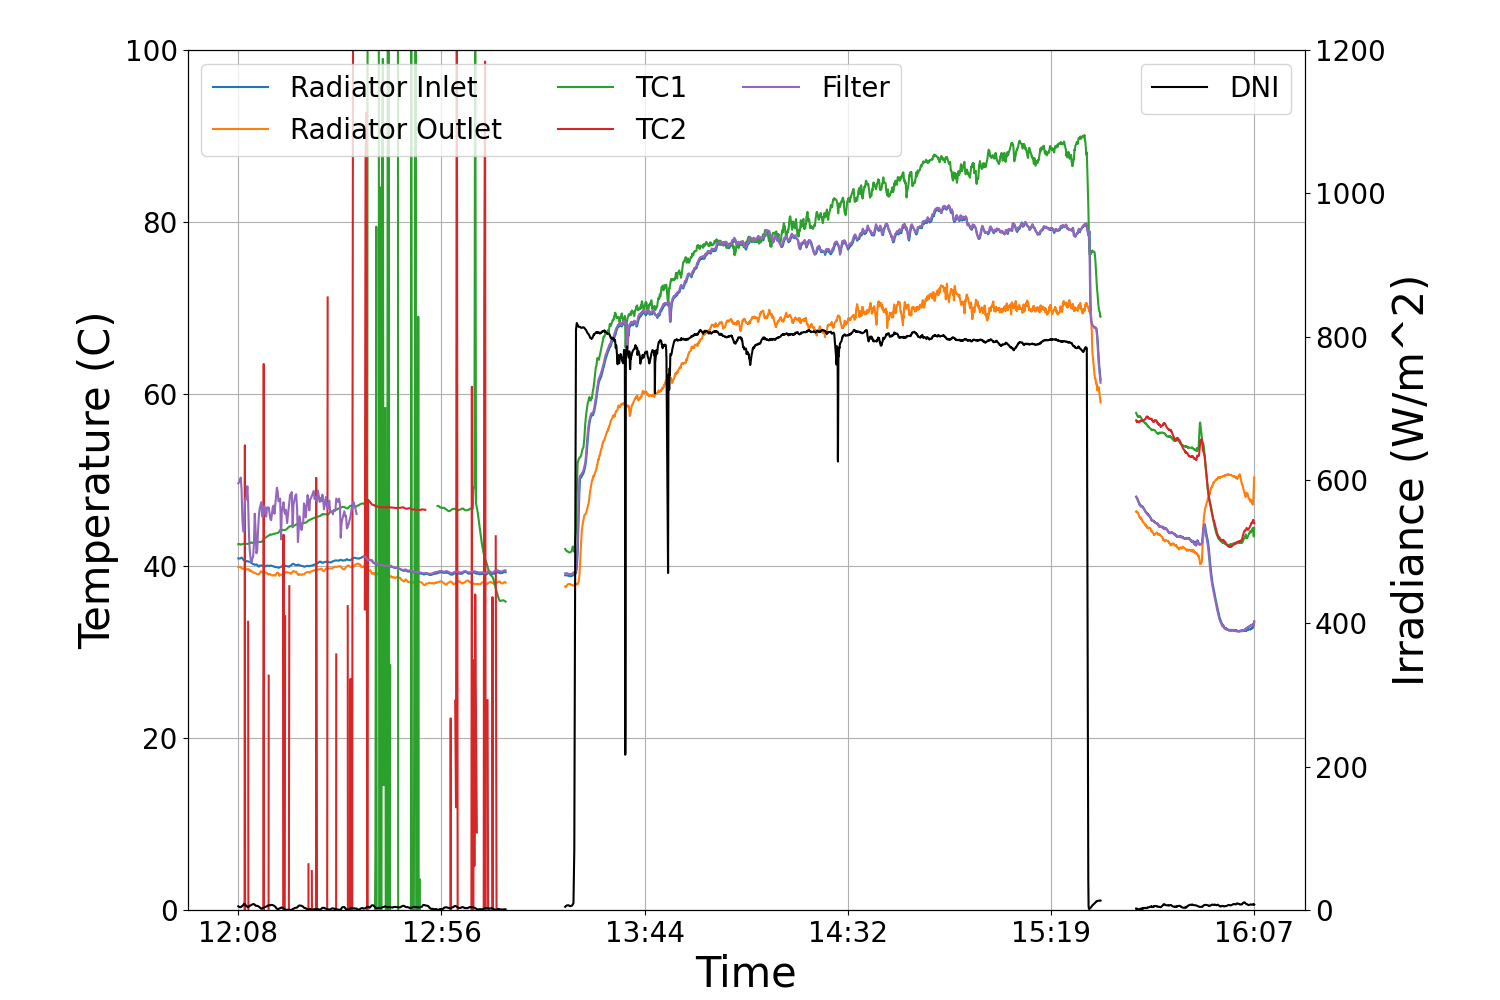 100
80
60
40
20
0
Temperature (C)
Radiator Inlet
Radiator Outlet
TC1
TC2
Filter
DNI
1200
1000
800
600
400
200
0
Irradiance (W/m^2)
12:08
12:56
13:44
14:32
15:19
16:07
Time